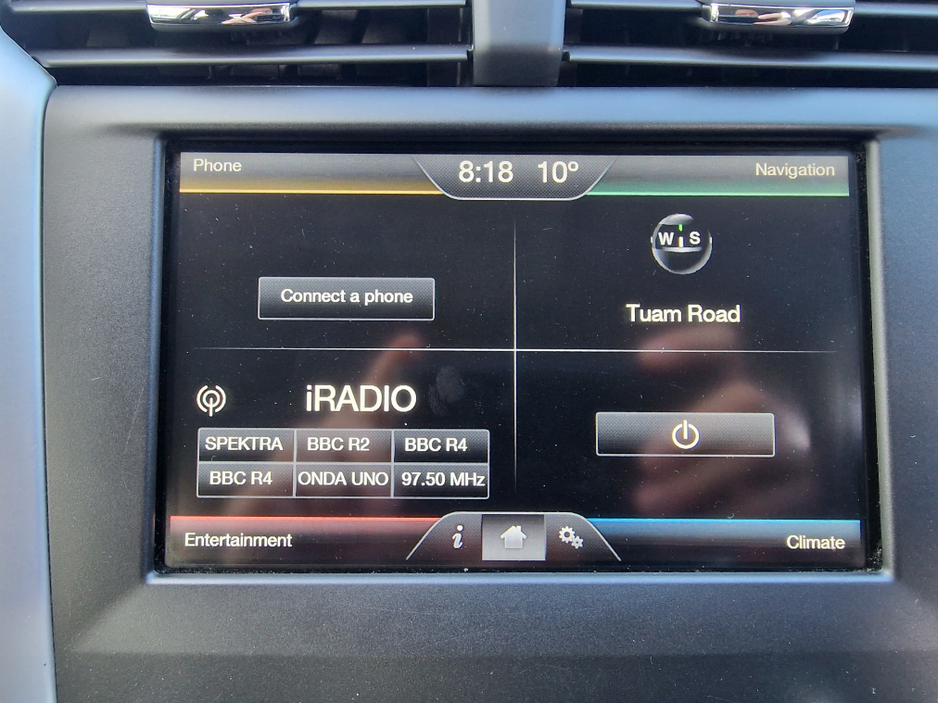 Phone
8:18 10°
Navigation
W S
Connect a phone
Tuam Road
iRADIO
SPEKTRA BBC R2 BBC R4
BBC R4 ONDA UNO 97.50 MHz
Entertainment
i
Climate